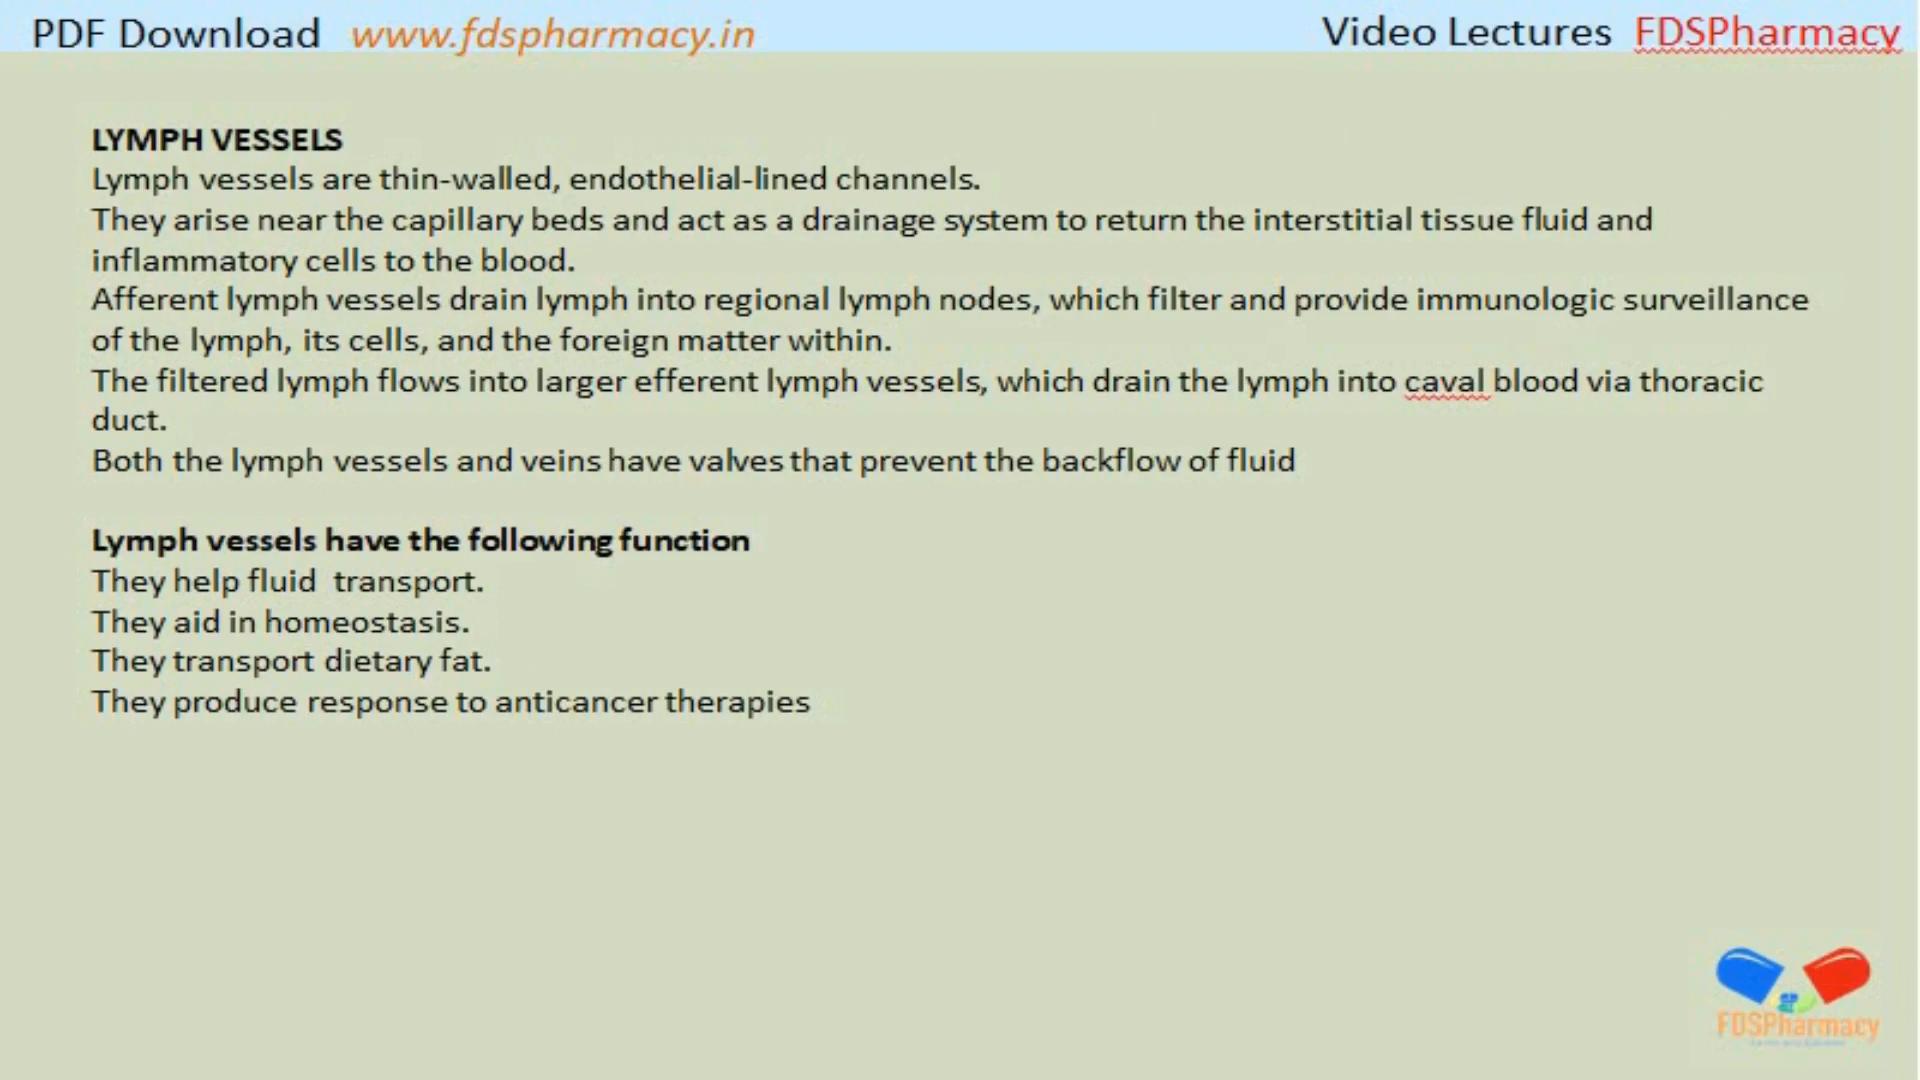 PDF Download www.fdspharmacy.in Video Lectures FDSPharmacy
LYMPH VESSELS
Lymph vessels are thin-walled, endothelial-lined channels.
They arise near the capillary beds and act as a drainage system to return the interstitial tissue fluid and
inflammatory cells to the blood.
Afferent lymph vessels drain lymph into regional lymph nodes, which filter and provide immunologic surveillance
of the lymph, its cells, and the foreign matter within.
The filtered lymph flows into larger efferent lymph vessels, which drain the lymph into caval blood via thoracic
duct.
Both the lymph vessels and veins have valves that prevent the backflow of fluid
Lymph vessels have the following function
They help fluid transport.
They aid in homeostasis.
They transport dietary fat.
They produce response to anticancer therapies
FDSPharmacy